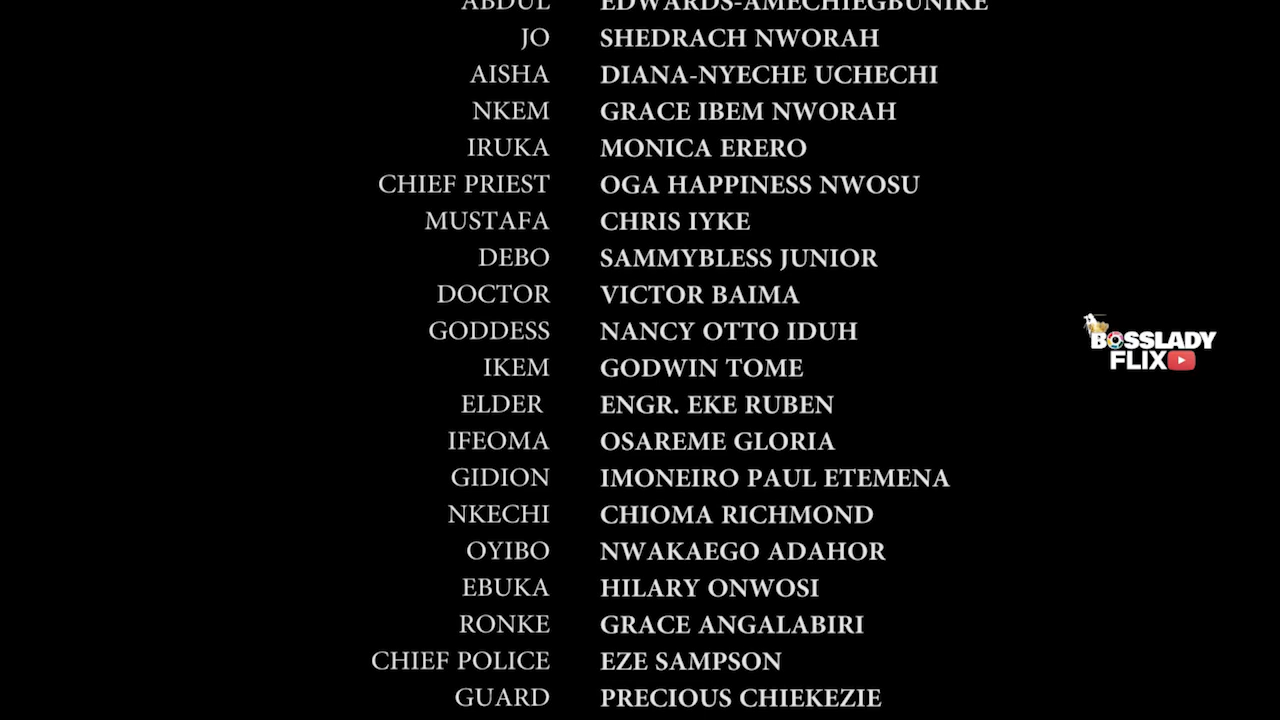 ABDUL EDWARDS-AMECHIEGBUNIKE
JO SHEDRACH NWORAH
AISHA DIANA-NYECHE UCHECHI
NKEM GRACE IBEM NWORAH
IRUKA MONICA ERERO
CHIEF PRIEST OGA HAPPINESS NWOSU
MUSTAFA CHRIS IYKE
DEBO SAMMYBLESS JUNIOR
DOCTOR VICTOR BAIMA
GODDESS NANCY OTTO IDUH
IKEM GODWIN TOME
ELDER ENGR. EKE RUBEN
IFEOMA OSAREME GLORIA
GIDION IMONEIRO PAUL ETEMENA
NKECHI CHIOMA RICHMOND
OYIBO NWAKAEGO ADAHOR
EBUKA HILARY ONWOSI
RONKE GRACE ANGALABIRI
CHIEF POLICE EZE SAMPSON
GUARD PRECIOUS CHIEKEZIE
BOSSLADY
FLIX